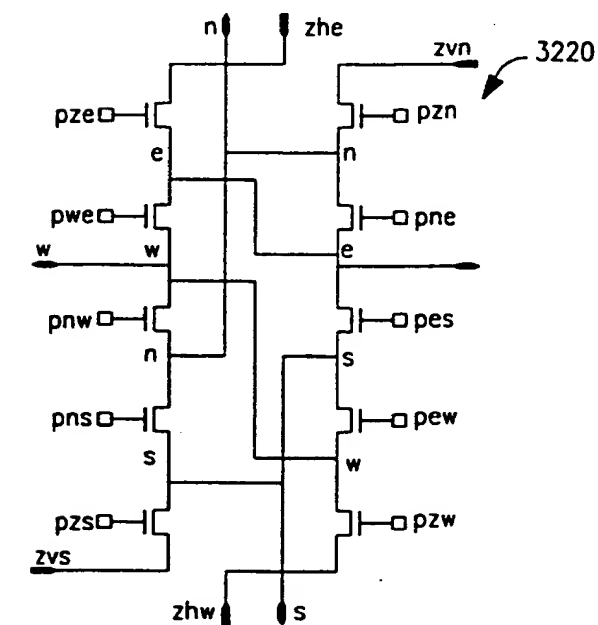 n zhe
zvn
3220
pze pzn
e n
pwe pne
w w e
pnw pes
n s
pns pew
s w
pzs pzw
zvs
zhw s